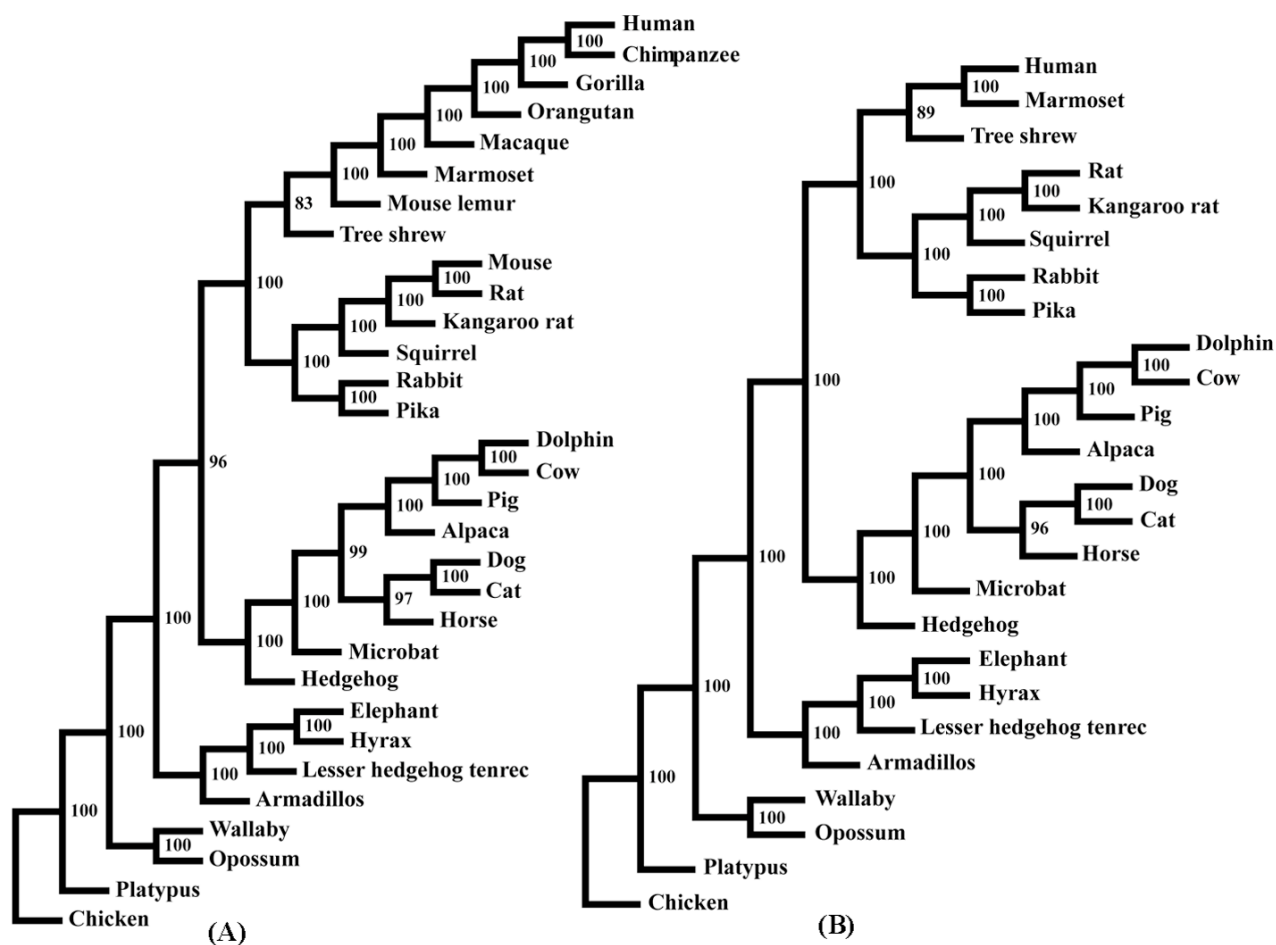 Human
100
Chimpanzee
100
Gorilla
100
Orangutan
100
Macaque
100
Marmoset
100
Mouse lemur
83
Tree shrew
100
Mouse
100
Rat
100
Kangaroo rat
100
Squirrel
100
Rabbit
100
Pika
96
Dolphin
100
Cow
100
Pig
100
Alpaca
99
Dog
100
Cat
97
Horse
100
Microbat
100
Hedgehog
100
Elephant
100
Hyrax
100
Lesser hedgehog tenrec
100
Armadillos
100
Wallaby
100
Opossum
100
Platypus
Chicken
(A)
Human
100
Marmoset
89
Tree shrew
100
Rat
100
Kangaroo rat
100
Squirrel
100
Rabbit
100
Pika
100
Dolphin
100
Cow
100
Pig
100
Alpaca
100
Dog
100
Cat
96
Horse
100
Microbat
100
Hedgehog
100
Elephant
100
Hyrax
100
Lesser hedgehog tenrec
100
Armadillos
100
Wallaby
100
Opossum
100
Platypus
Chicken
(B)